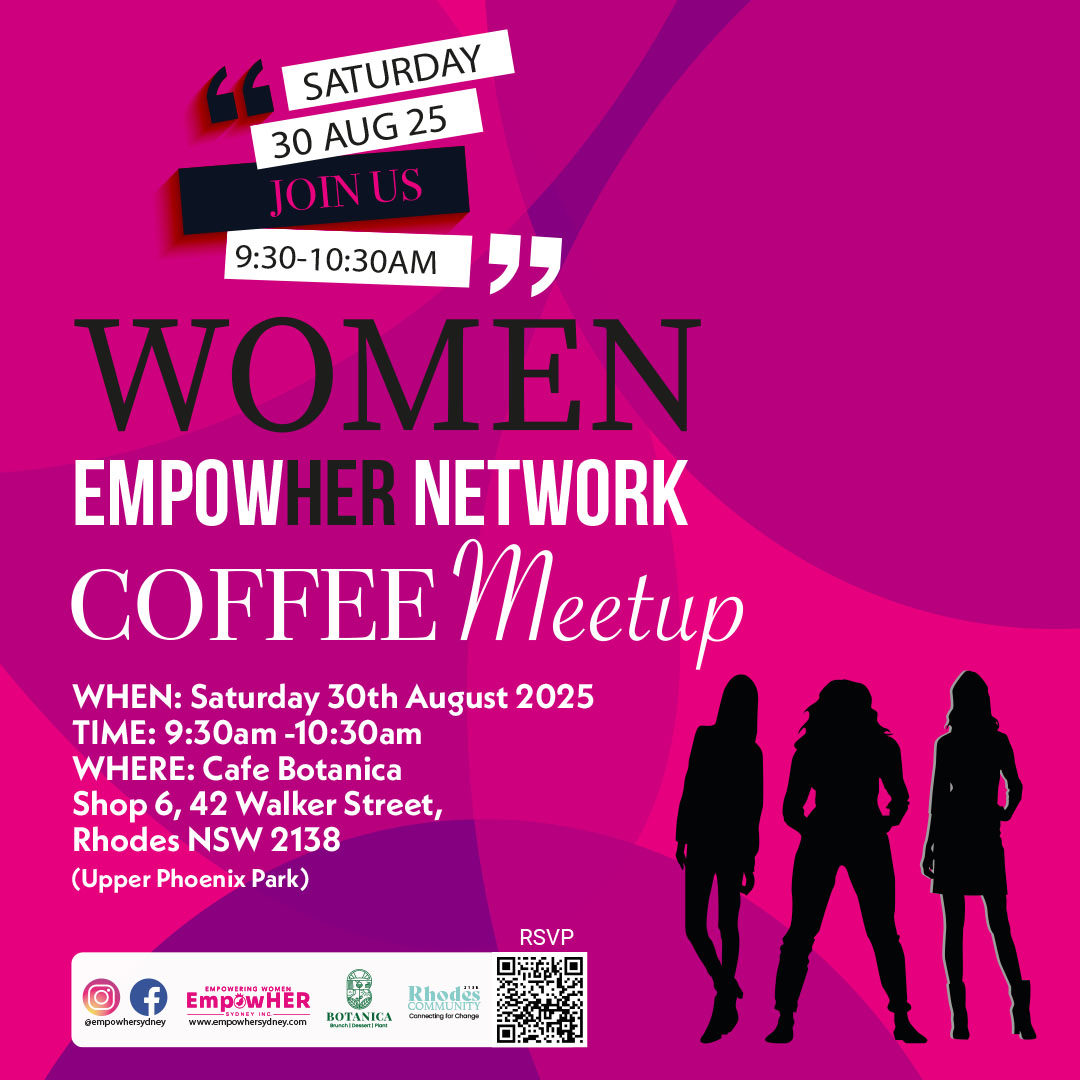 SATURDAY
30 AUG 25
JOIN US
9:30-10:30AM
WOMEN
EMPOWHER NETWORK
COFFEE Meetup
WHEN: Saturday 30th August 2025
TIME: 9:30am -10:30am
WHERE: Cafe Botanica
Shop 6, 42 Walker Street,
Rhodes NSW 2138
(Upper Phoenix Park)
RSVP
@empowhersydney
EMPOWERING WOMEN
EmpowHER
SYDNEY INC.
www.empowhersydney.com
BOTANICA
Brunch | Dessert | Plant
2138
Rhodes
COMMUNITY
Connecting for Change